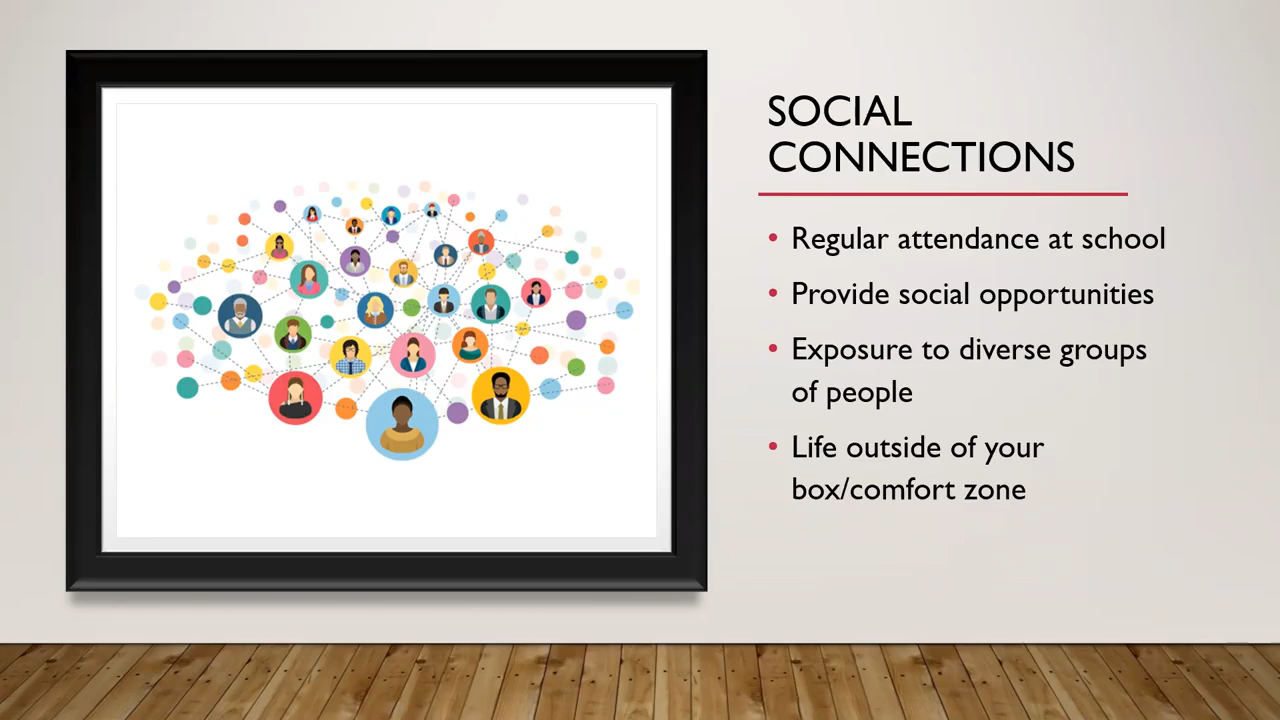 SOCIAL
CONNECTIONS
• Regular attendance at school
• Provide social opportunities
• Exposure to diverse groups
of people
• Life outside of your
box/comfort zone